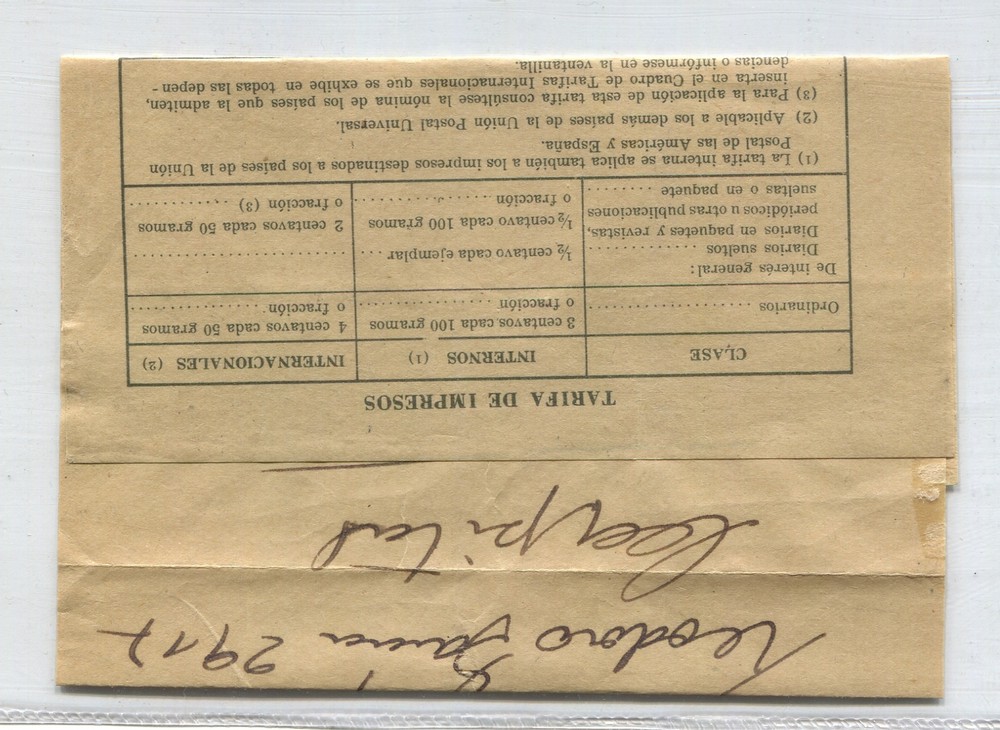 Teodoro Garcia 2917
Capital
TARIFA DE IMPRESOS
CLASE INTERNOS (1) INTERNACIONALES (2)
Ordinarios ....................
3 centavos cada 100 gramos
o fracción ....................
4 centavos cada 50 gramos
o fracción ....................
De interés general:
Diarios sueltos ................
Diarios en paquetes y revistas,
periódicos u otras publicaciones
sueltas o en paquete ........
½ centavo cada ejemplar ...
½ centavo cada 100 gramos
o fracción ....................
..............................
2 centavos cada 50 gramos
o fracción (3) ..............
(1) La tarifa interna se aplica también a los impresos destinados a los países de la Unión
Postal de las Américas y España.
(2) Aplicable a los demás países de la Unión Postal Universal.
(3) Para la aplicación de esta tarifa consúltese la nómina de los países que la admiten,
inserta en el Cuadro de Tarifas Internacionales que se exhibe en todas las depen-
dencias o infórmese en la ventanilla.